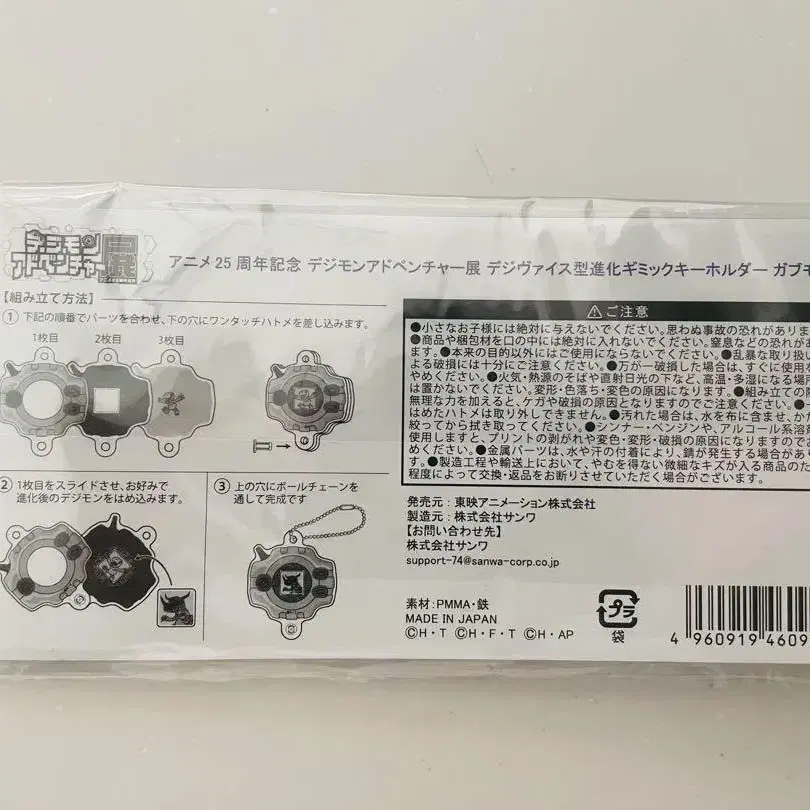 デジモン
アドベンチャー展
アニメ25周年記念 デジモンアドベンチャー展 デジヴァイス型進化ギミックキーホルダー ガブモ
【組み立て方法】
① 下記の順番でパーツを合わせ、下の穴にワンタッチハトメを差し込みます。
1枚目 2枚目 3枚目
② 1枚目をスライドさせ、お好みで
進化後のデジモンをはめ込みます。
③ 上の穴にボールチェーンを
通して完成です
⚠ご注意
●小さなお子様には絶対に与えないでください。思わぬ事故の恐れがありま
●商品や梱包材を口の中には絶対に入れないでください。窒息などの恐れが
ます。●本来の目的以外にはご使用にならないでください。●乱暴な取り扱い
よる破損には十分にご注意ください。●万が一破損した場合は、すぐに使用を
やめください。●火気・熱源のそばや直射日光の下など、高温・多湿になる場
は置かないでください。変形・色落ち・変色の原因になります。●組み立ての際
無理な力を加えると、ケガや破損の原因となりますのでご注意ください。●
はめたハトメは取り外しできません。●汚れた場合は、水を布に含ませ、か
絞ってから拭き取ってください。●シンナー・ベンジンや、アルコール系溶剤
使用しますと、プリントの剥がれや変色・変形・破損の原因になりますのでお
めください。●金属パーツは、水や汗の付着により、錆が発生する場合があり
す。●製造工程や輸送上において、やむを得ない微細なキズが入る商品のた
程度によって交換・返品をお断りさせていただく場合がございます。
発売元：東映アニメーション株式会社
製造元：株式会社サンワ
【お問い合わせ先】
株式会社サンワ
support-74@sanwa-corp.co.jp
素材：PMMA・鉄
MADE IN JAPAN
ⒸH・T ⒸH・F・T ⒸH・AP
プラ
袋
4 960919 4609